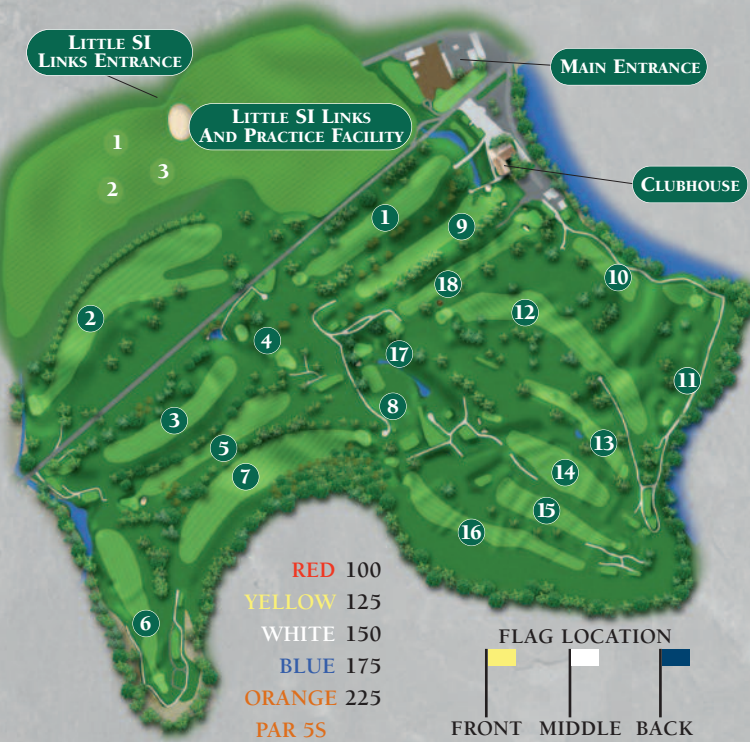 LITTLE SI
LINKS ENTRANCE
MAIN ENTRANCE
LITTLE SI LINKS
AND PRACTICE FACILITY
CLUBHOUSE
1
3
2
1
9
10
18
12
2
4
17
11
3
8
5
13
7
14
15
16
6
RED 100
YELLOW 125
WHITE 150
BLUE 175
ORANGE 225
PAR 5S
FLAG LOCATION
FRONT MIDDLE BACK